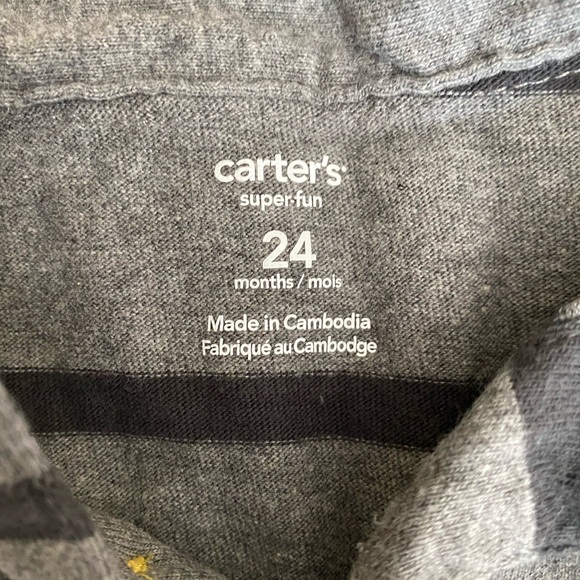 carter's
super-fun
24
months / mois
Made in Cambodia
Fabriqué au Cambodge